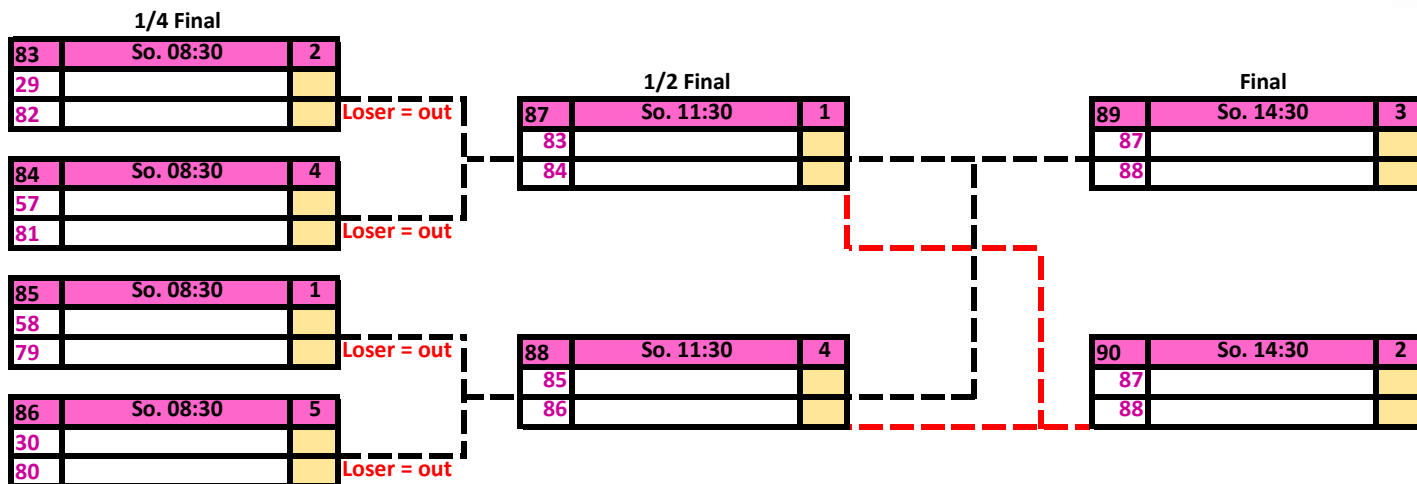 1/4 Final
83 So. 08:30 2
29
82
Loser = out
84 So. 08:30 4
57
81
Loser = out
85 So. 08:30 1
58
79
Loser = out
86 So. 08:30 5
30
80
Loser = out
1/2 Final
87 So. 11:30 1
83
84
88 So. 11:30 4
85
86
Final
89 So. 14:30 3
87
88
90 So. 14:30 2
87
88